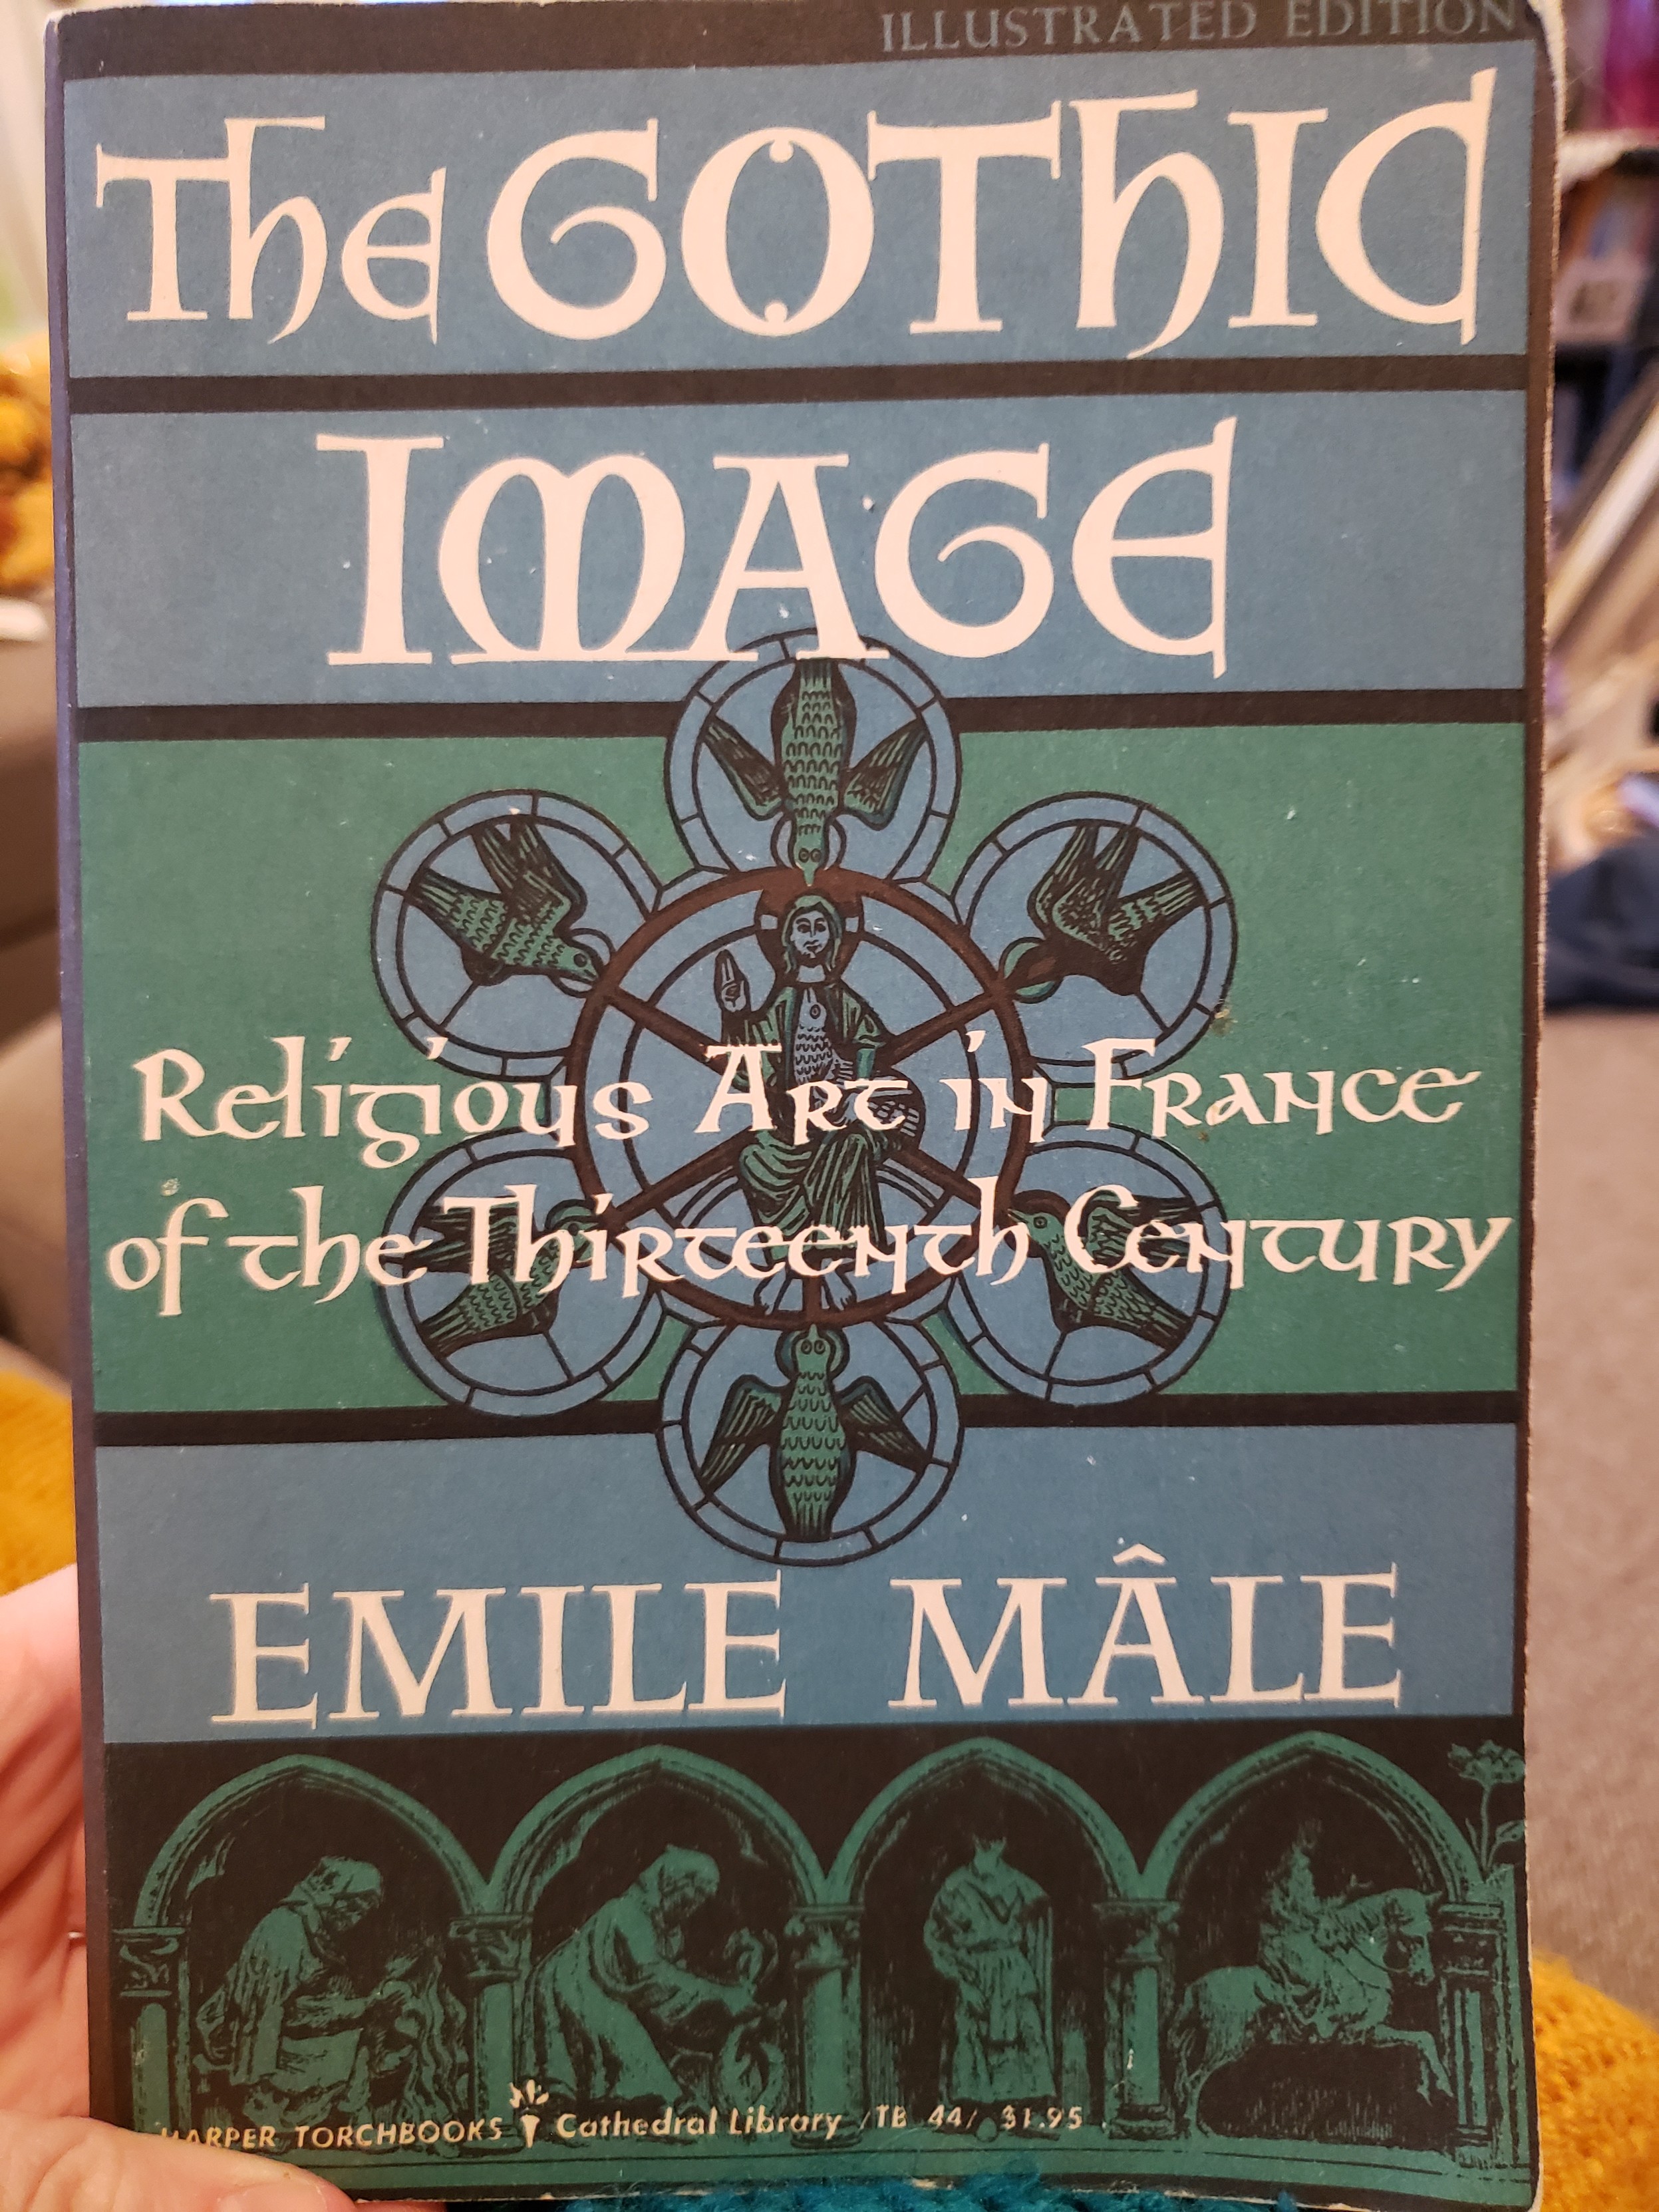 ILLUSTRATED EDITION
The GOThIC
IMAGE
Religious Art in France
of the Thirteenth Century
EMILE MÂLE
HARPER TORCHBOOKS Cathedral Library /TB 44/ $1.95